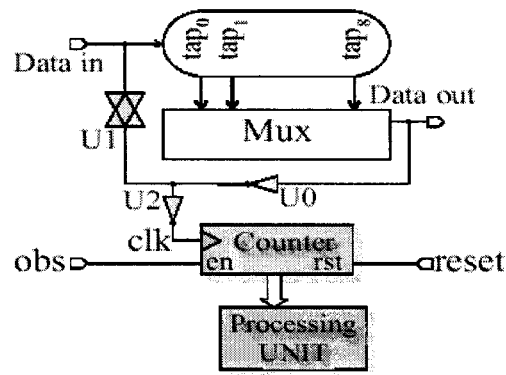 tap0 tap1 tap8
Data in
Data out
Mux
U1
U0
U2
clk
Counter
obs
en rst
reset
Processing
UNIT